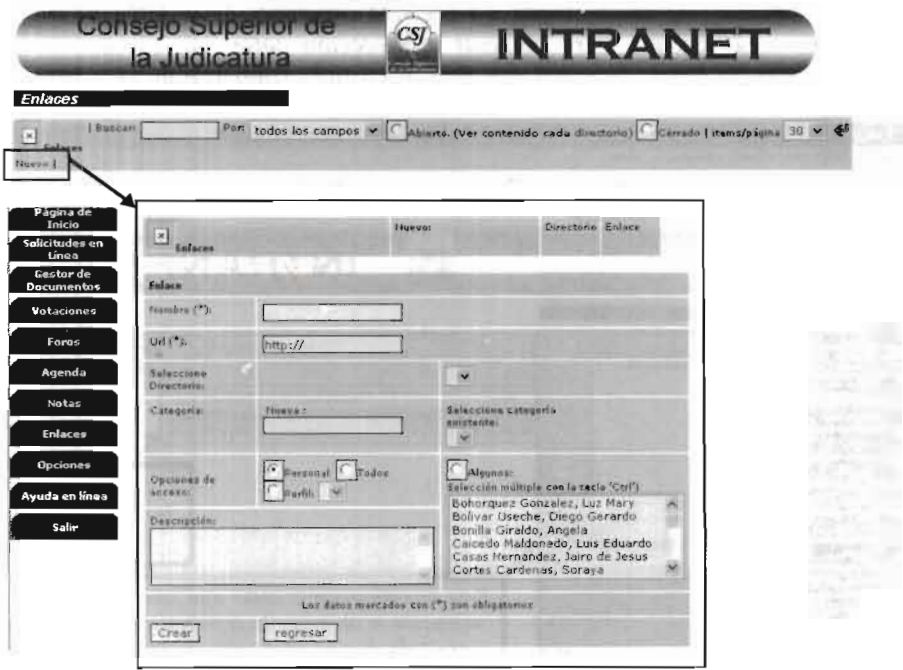 Consejo Superior de
la Judicatura
CSJ
INTRANET
Enlaces
| Buscar: Por: todos los campos Abierto. (Ver contenido cada directorio) Cerrado | items/página 30
Enlaces
Nuevo |
Página de
Inicio
Solicitudes en
Línea
Gestor de
Documentos
Votaciones
Foros
Agenda
Notas
Enlaces
Opciones
Ayuda en línea
Salir
Nuevo: Directorio Enlace
Enlaces
Enlace
Nombre (*):
Url (*): http://
Seleccione
Directorio:
Categoría: Nueva : Seleccione categoría
existente:
Opciones de
acceso: Personal Todos
Perfil:
Algunos:
Selección múltiple con la tecla 'Ctrl')
Bohorquez Gonzalez, Luz Mary
Bolivar Useche, Diego Gerardo
Bonilla Giraldo, Angela
Caicedo Maldonado, Luis Eduardo
Casas Hernandez, Jairo de Jesus
Cortes Cardenas, Soraya
Descripción:
Los datos marcados con (*) son obligatorios
Crear regresar